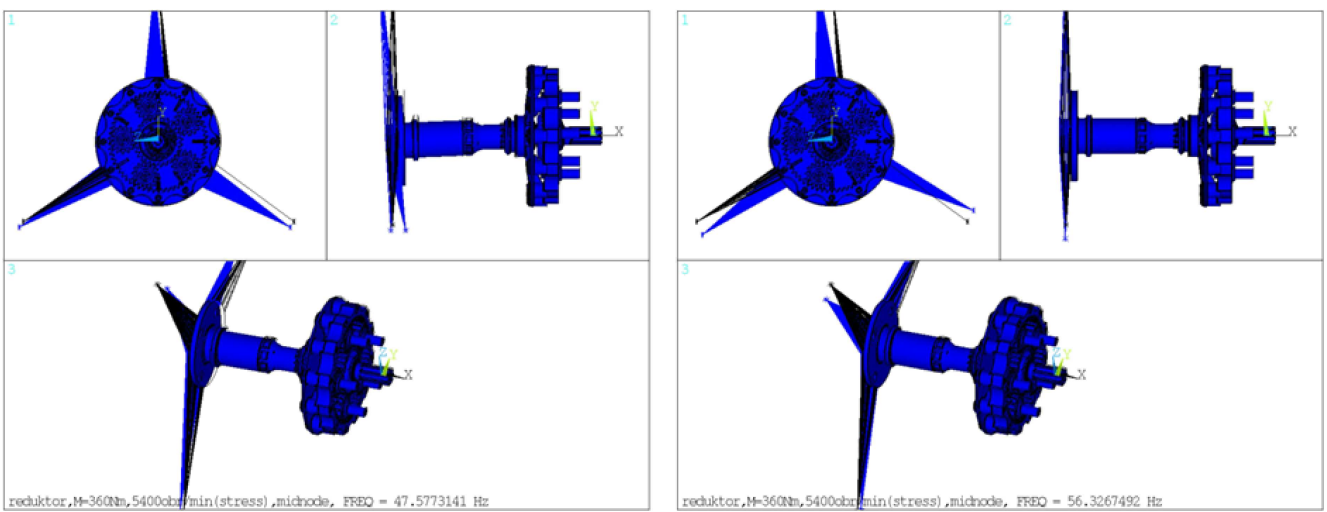 1
2
Y
Z
Y
X
3
Z
Y
X
reduktor,M=360Nm,5400obr/min(stress),midnode, FREQ = 47.5773141 Hz
1
2
Y
Z
Y
X
3
Z
Y
X
reduktor,M=360Nm,5400obr/min(stress),midnode, FREQ = 56.3267492 Hz